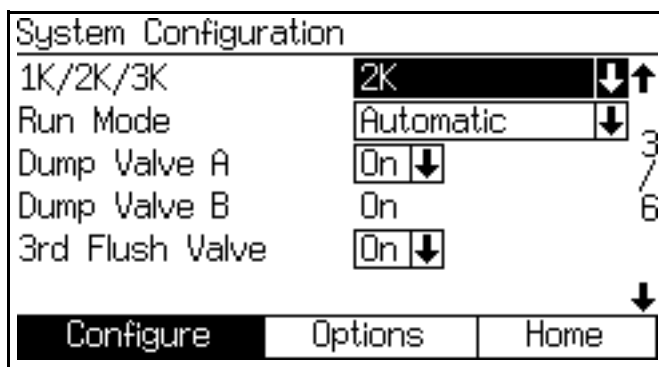 System Configuration
1K/2K/3K 2K
Run Mode Automatic
Dump Valve A On
Dump Valve B On
3rd Flush Valve On
3/6
Configure Options Home